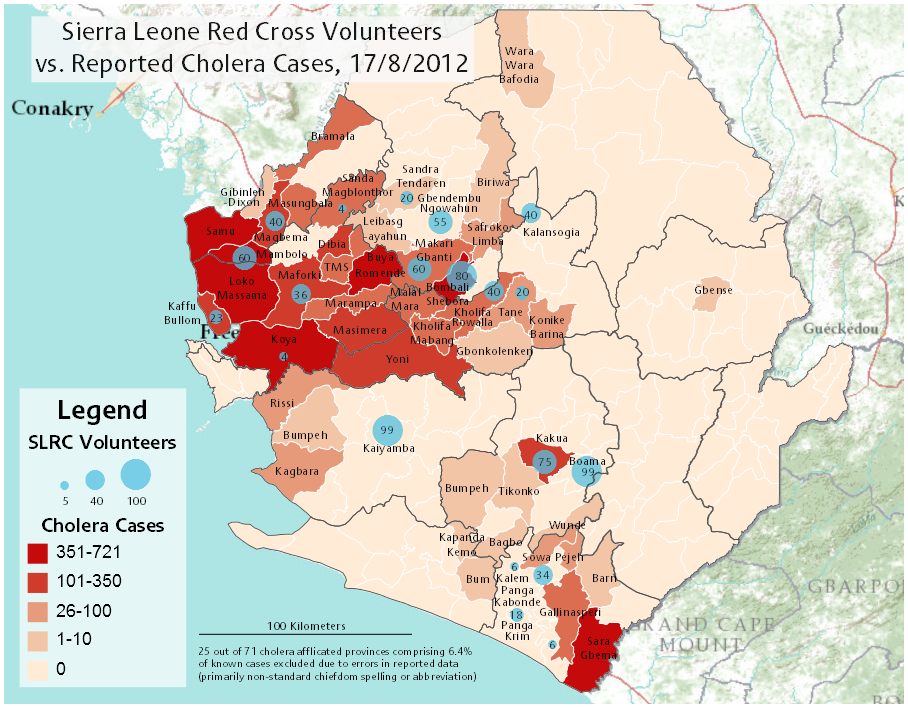 Sierra Leone Red Cross Volunteers
vs. Reported Cholera Cases, 17/8/2012
Conakry
Wara
Wara
Bafodia
Bramala
Sanda
Magblonthor
4
Sandra
Tendaren
20
Gbendembu
Ngowahun
55
Biriwa
Gibinleh
-Dixon
Masungbala
40
Magbema
Samu
Mambolo
60
Dibia
Leibasg
-ayahun
Makari
Gbanti
60
Safroko
Limba
40
Kalansogia
Loko
Massama
Maforki
36
TMS
Buya
Romende
80
Bombali
Shebora
Malal
Mara
Marampa
40
20
Tane
Kholifa
Rowalla
Kholifa
Mabang
Konike
Barina
Gbense
Kaffu
Bullom
23
Free
Koya
4
Masimera
Yoni
Gbonkolenken
Guéckédou
K
Rissi
Bumpeh
Kagbara
99
Kaiyamba
Kakua
75
Boama
99
Bumpeh
Tikonko
Wunde
Kapanda
Kemo
Bagbo
Sowa
Pejeh
Bum
6
Kalem
34
Panga
Kabonde
18
Panga
Krim
6
Barri
Gallinasperi
Sara
Gbema
GBARPOL
GRAND CAPE
MOUNT
BO
Legend
SLRC Volunteers
5
40
100
Cholera Cases
351-721
101-350
26-100
1-10
0
100 Kilometers
25 out of 71 cholera afflicated provinces comprising 6.4%
of known cases excluded due to errors in reported data
(primarily non-standard chiefdom spelling or abbreviation)